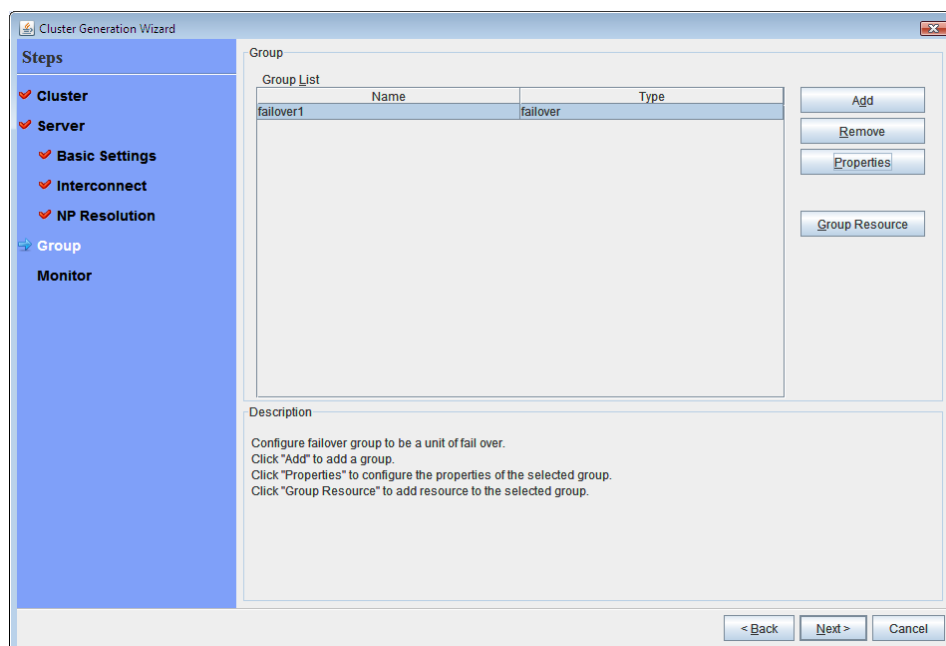 Cluster Generation Wizard
Steps
Cluster
Server
Basic Settings
Interconnect
NP Resolution
Group
Monitor
Group
Group List
Name Type
failover1 failover
Add
Remove
Properties
Group Resource
Description
Configure failover group to be a unit of fail over.
Click "Add" to add a group.
Click "Properties" to configure the properties of the selected group.
Click "Group Resource" to add resource to the selected group.
< Back Next > Cancel